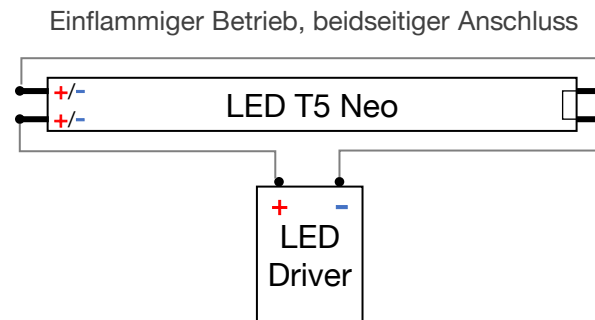 Einflammiger Betrieb, beidseitiger Anschluss
+/-
LED T5 Neo
+/-
+ -
LED
Driver